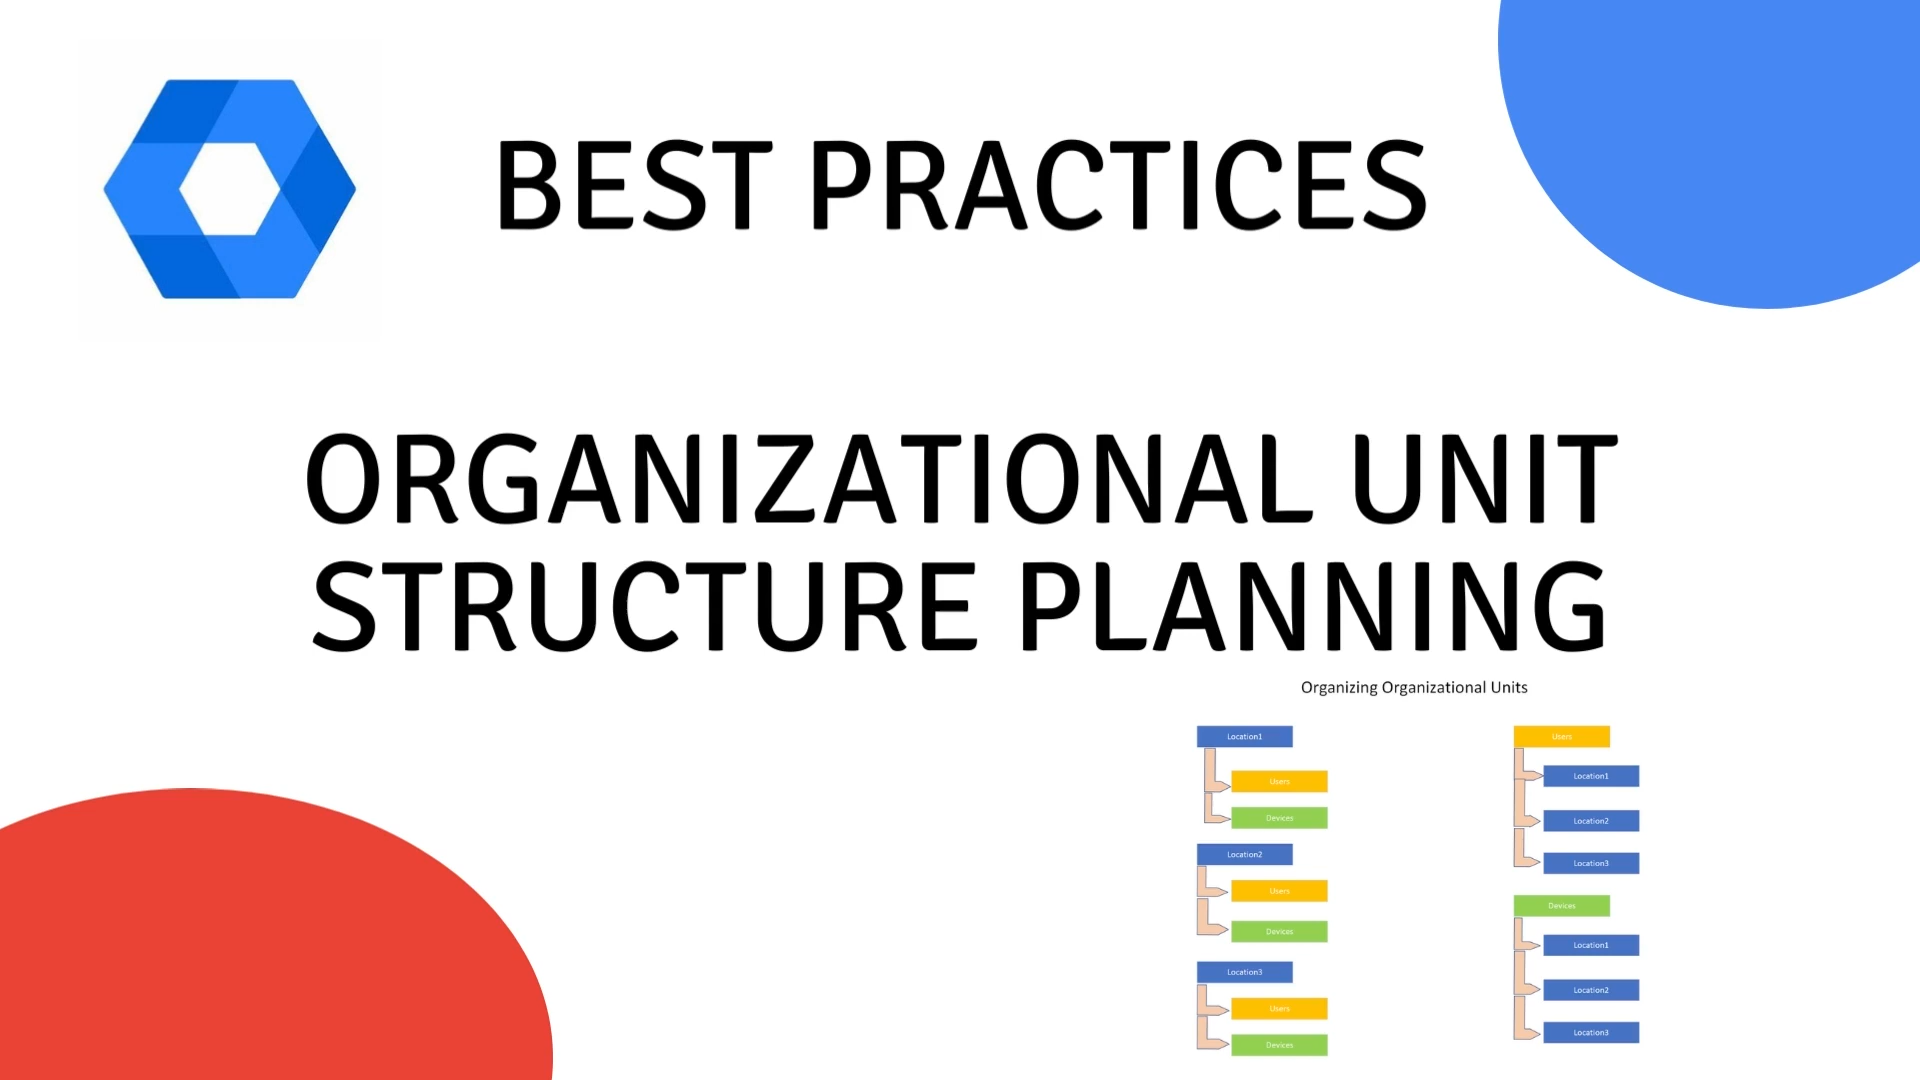 BEST PRACTICES
ORGANIZATIONAL UNIT
STRUCTURE PLANNING
Organizing Organizational Units
Location1
Users
Devices
Location2
Users
Devices
Location3
Users
Devices
Users
Location1
Location2
Location3
Devices
Location1
Location2
Location3